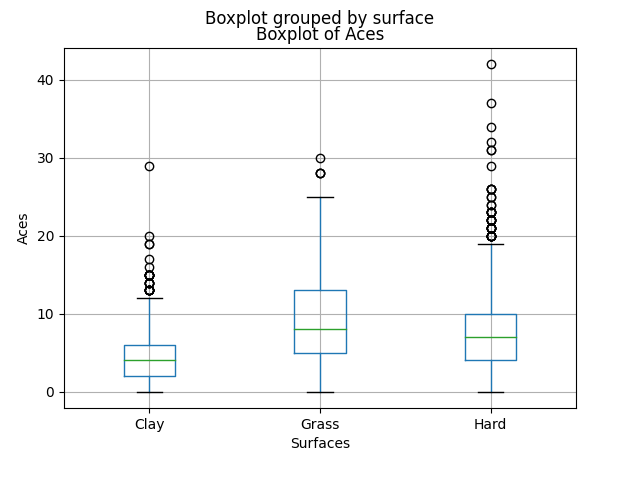 Boxplot grouped by surface
Boxplot of Aces
40
30
20
10
0
Aces
Clay
Grass
Hard
Surfaces